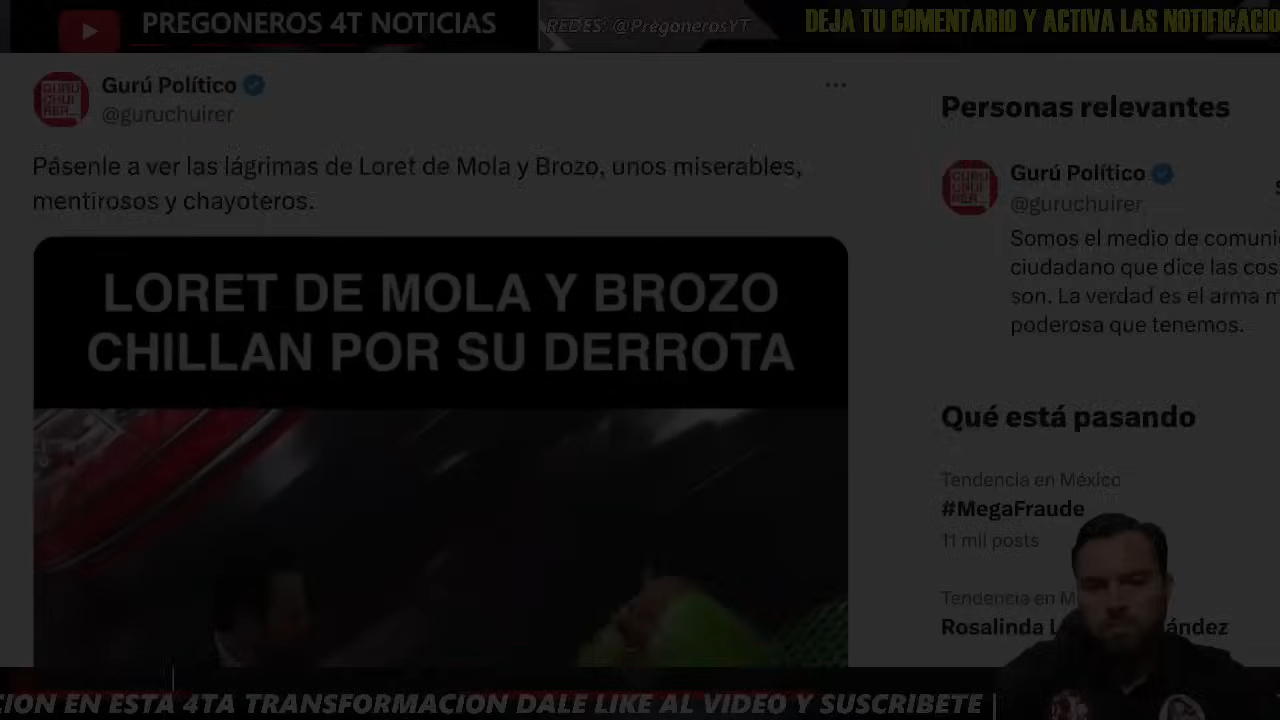 PREGONEROS 4T NOTICIAS
REDES: @PregonerosYT
DEJA TU COMENTARIO Y ACTIVA LAS NOTIFICACIO
Gurú Político
@guruchuirer
Pásenle a ver las lágrimas de Loret de Mola y Brozo, unos miserables,
mentirosos y chayoteros.
LORET DE MOLA Y BROZO
CHILLAN POR SU DERROTA
Personas relevantes
GURU
CHUI
RER_
Gurú Político
@guruchuirer
Somos el medio de comuni
ciudadano que dice las cos
son. La verdad es el arma m
poderosa que tenemos.
Qué está pasando
Tendencia en México
#MegaFraude
11 mil posts
Tendencia en M
Rosalinda L ández
CION EN ESTA 4TA TRANSFORMACION DALE LIKE AL VIDEO Y SUSCRIBETE |